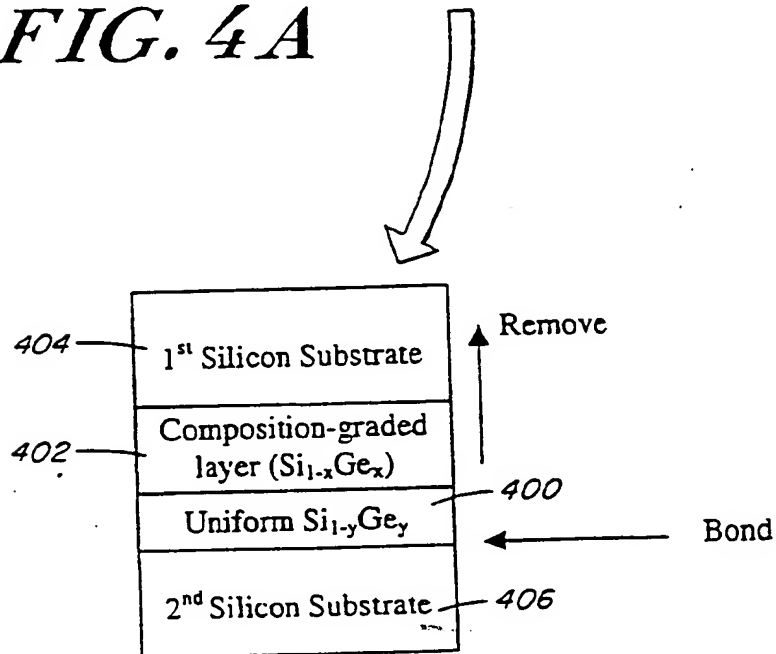 FIG. 4A
Remove
404
1st Silicon Substrate
Composition-graded
402
layer (Si1-xGex)
400
Uniform Si1-yGey
Bond
2nd Silicon Substrate
406